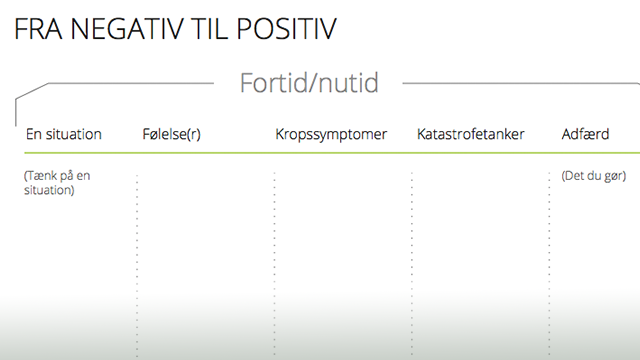 FRA NEGATIV TIL POSITIV
Fortid/nutid
En situation Følelse(r) Kropssymptomer Katastrofetanker Adfærd
(Tænk på en (Det du gør)
situation)